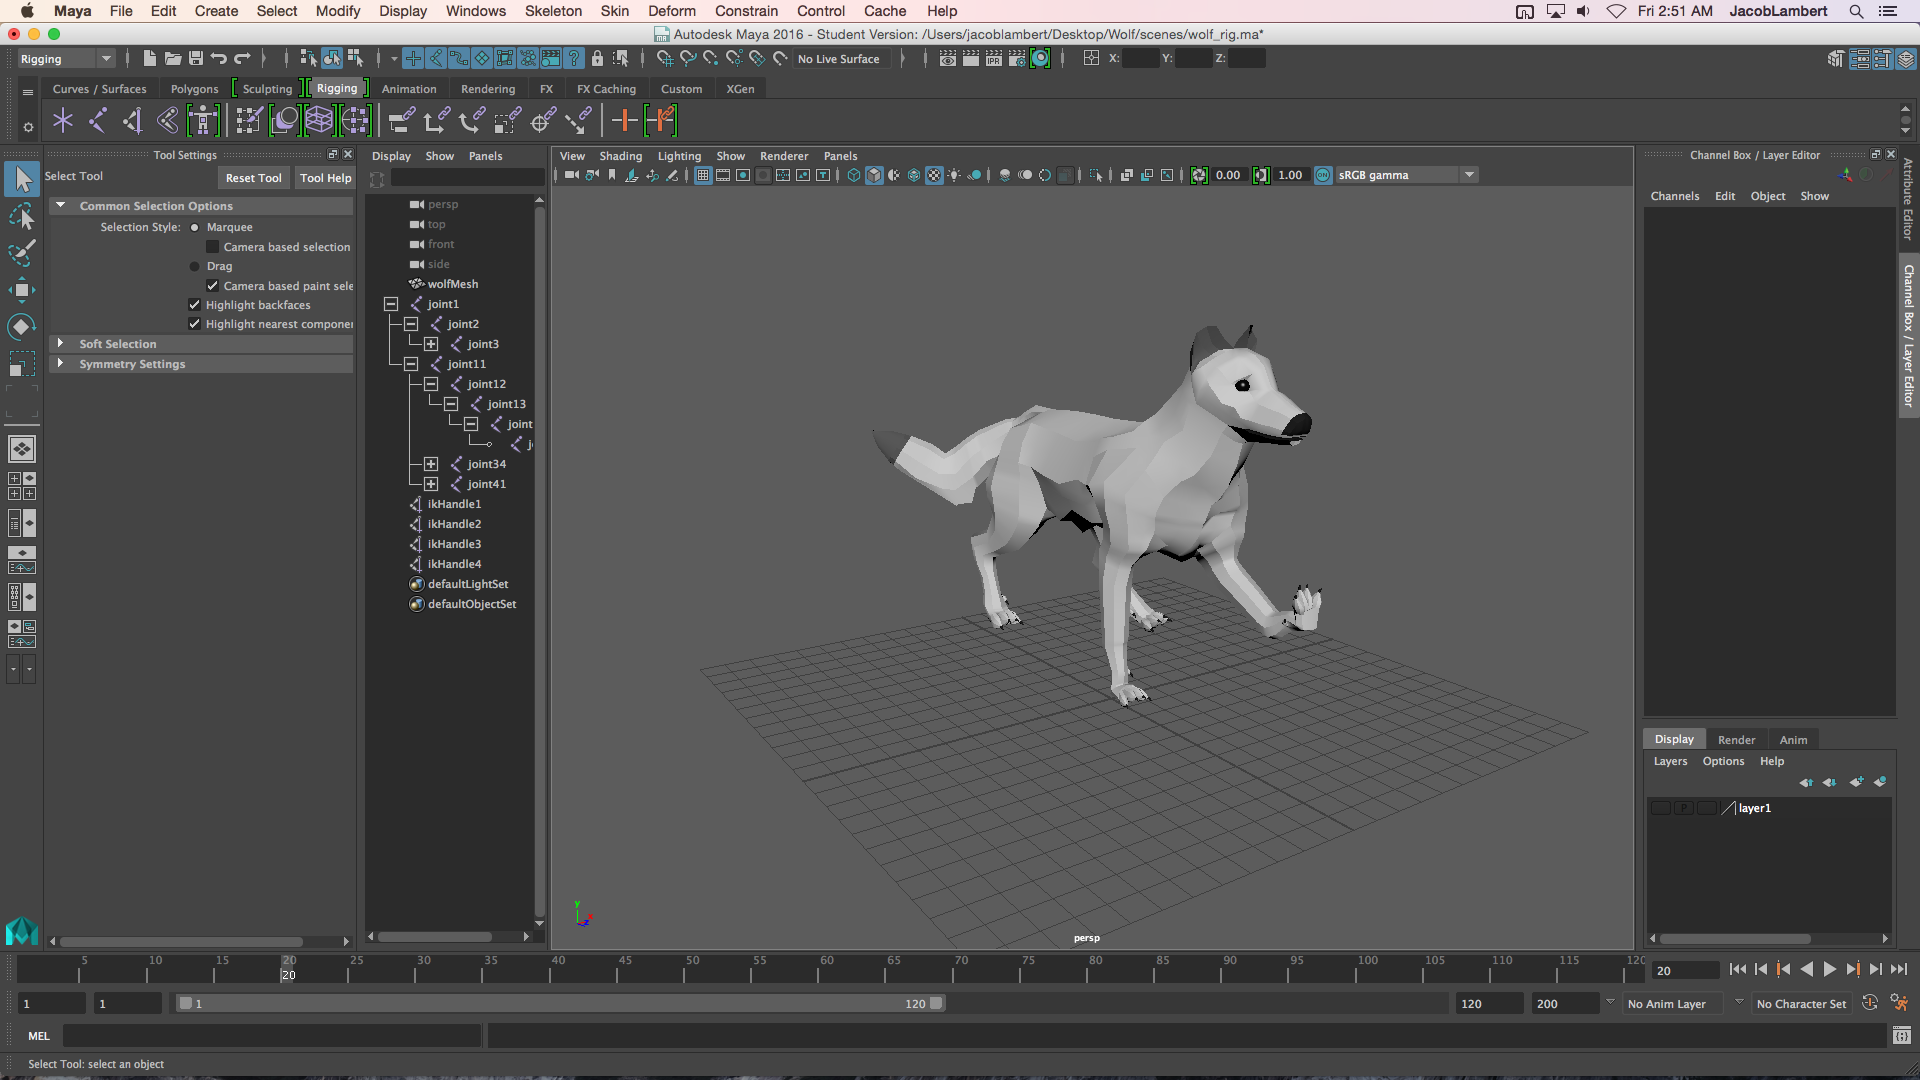 Maya File Edit Create Select Modify Display Windows Skeleton Skin Deform Constrain Control Cache Help Fri 2:51 AM JacobLambert
Autodesk Maya 2016 - Student Version: /Users/jacoblambert/Desktop/Wolf/scenes/wolf_rig.ma*
Rigging No Live Surface IPR X: Y: Z:
Curves / Surfaces Polygons Sculpting Rigging Animation Rendering FX FX Caching Custom XGen
Tool Settings
Select Tool Reset Tool Tool Help
Common Selection Options
Selection Style: Marquee
Camera based selection
Drag
Camera based paint sele
Highlight backfaces
Highlight nearest componen
Soft Selection
Symmetry Settings
Display Show Panels
persp
top
front
side
wolfMesh
joint1
joint2
joint3
joint11
joint12
joint13
joint
j
joint34
joint41
ikHandle1
ikHandle2
ikHandle3
ikHandle4
defaultLightSet
defaultObjectSet
View Shading Lighting Show Renderer Panels
0.00 1.00 ON sRGB gamma
y
x
z
persp
Channel Box / Layer Editor
Channels Edit Object Show
Attribute Editor
Channel Box / Layer Editor
Display Render Anim
Layers Options Help
P layer1
5 10 15 20 25 30 35 40 45 50 55 60 65 70 75 80 85 90 95 100 105 110 115 120
20 20
1 1 1 120 120 200 No Anim Layer No Character Set
MEL
Select Tool: select an object